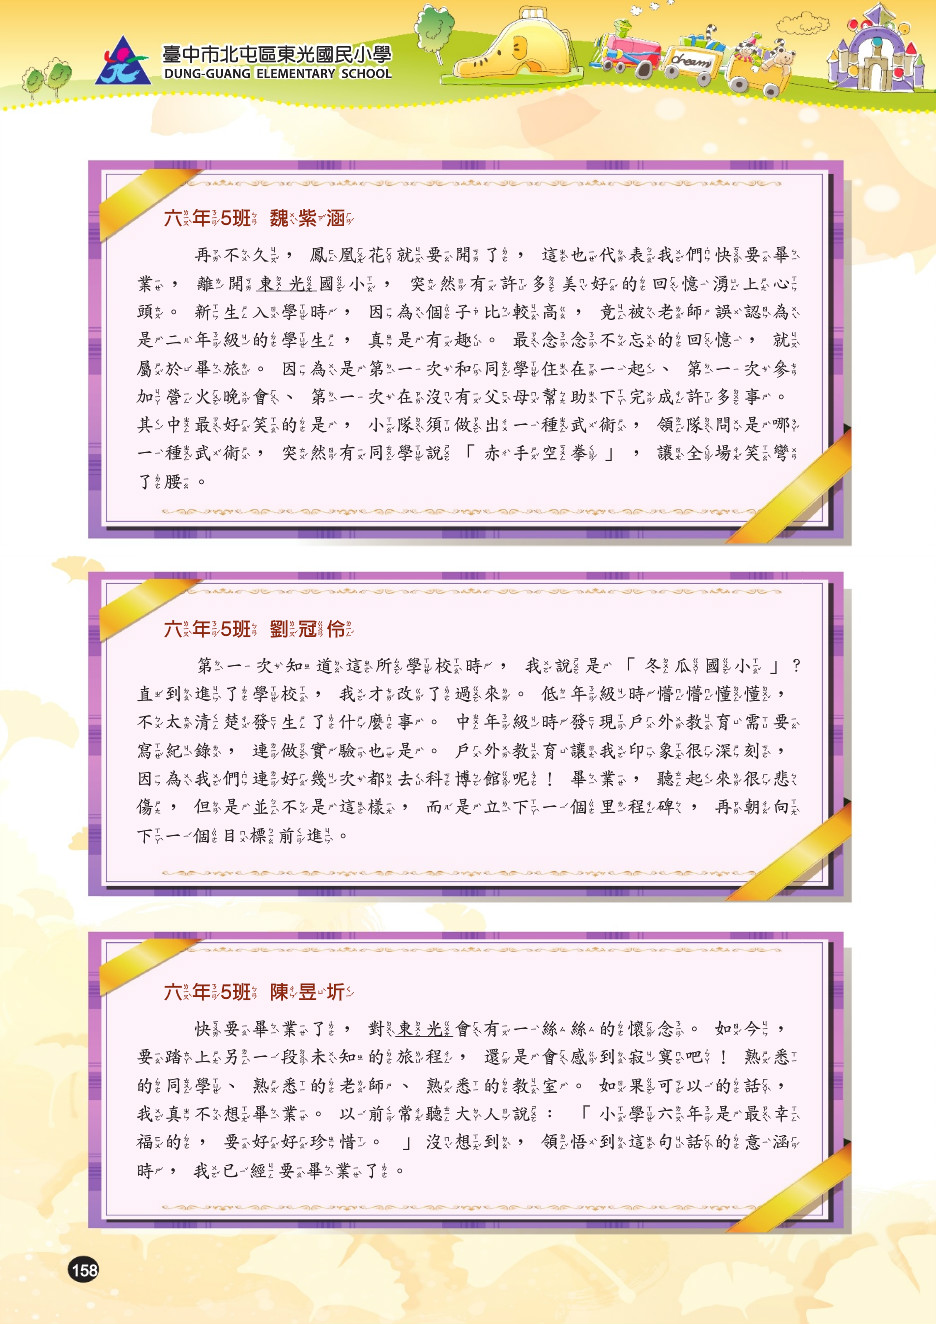 臺中市北屯區東光國民小學
DUNG-GUANG ELEMENTARY SCHOOL
dream
六年5班 魏紫涵
再不久，鳳凰花就要開了，這也代表我們快要畢
業，離開東光國小，突然有許多美好的回憶湧上心
頭。新生入學時，因為個子比較高，竟被老師誤認為
是二年級的學生，真是有趣。最念念不忘的回憶，就
屬於畢旅。因為是第一次和同學住在一起、第一次參
加營火晚會、第一次在沒有父母幫助下完成許多事。
其中最好笑的是，小隊須做出一種武術，領隊問是哪
一種武術，突然有同學說「赤手空拳」，讓全場笑彎
了腰。
六年5班 劉冠伶
第一次知道這所學校時，我說是「冬瓜國小」？
直到進了學校，我才改了過來。低年級時懵懵懂懂，
不太清楚發生了什麼事。中年級時發現戶外教育需要
寫紀錄，連做實驗也是。戶外教育讓我印象很深刻，
因為我們連好幾次都去科博館呢！畢業，聽起來很悲
傷，但是並不是這樣，而是立下一個里程碑，再朝向
下一個目標前進。
六年5班 陳昱圻
快要畢業了，對東光會有一絲絲的懷念。如今，
要踏上另一段未知的旅程，還是會感到寂寞吧！熟悉
的同學、熟悉的老師、熟悉的教室。如果可以的話，
我真不想畢業。以前常聽大人說：「小學六年是最幸
福的，要好好珍惜。」沒想到，領悟到這句話的意涵
時，我已經要畢業了。
158